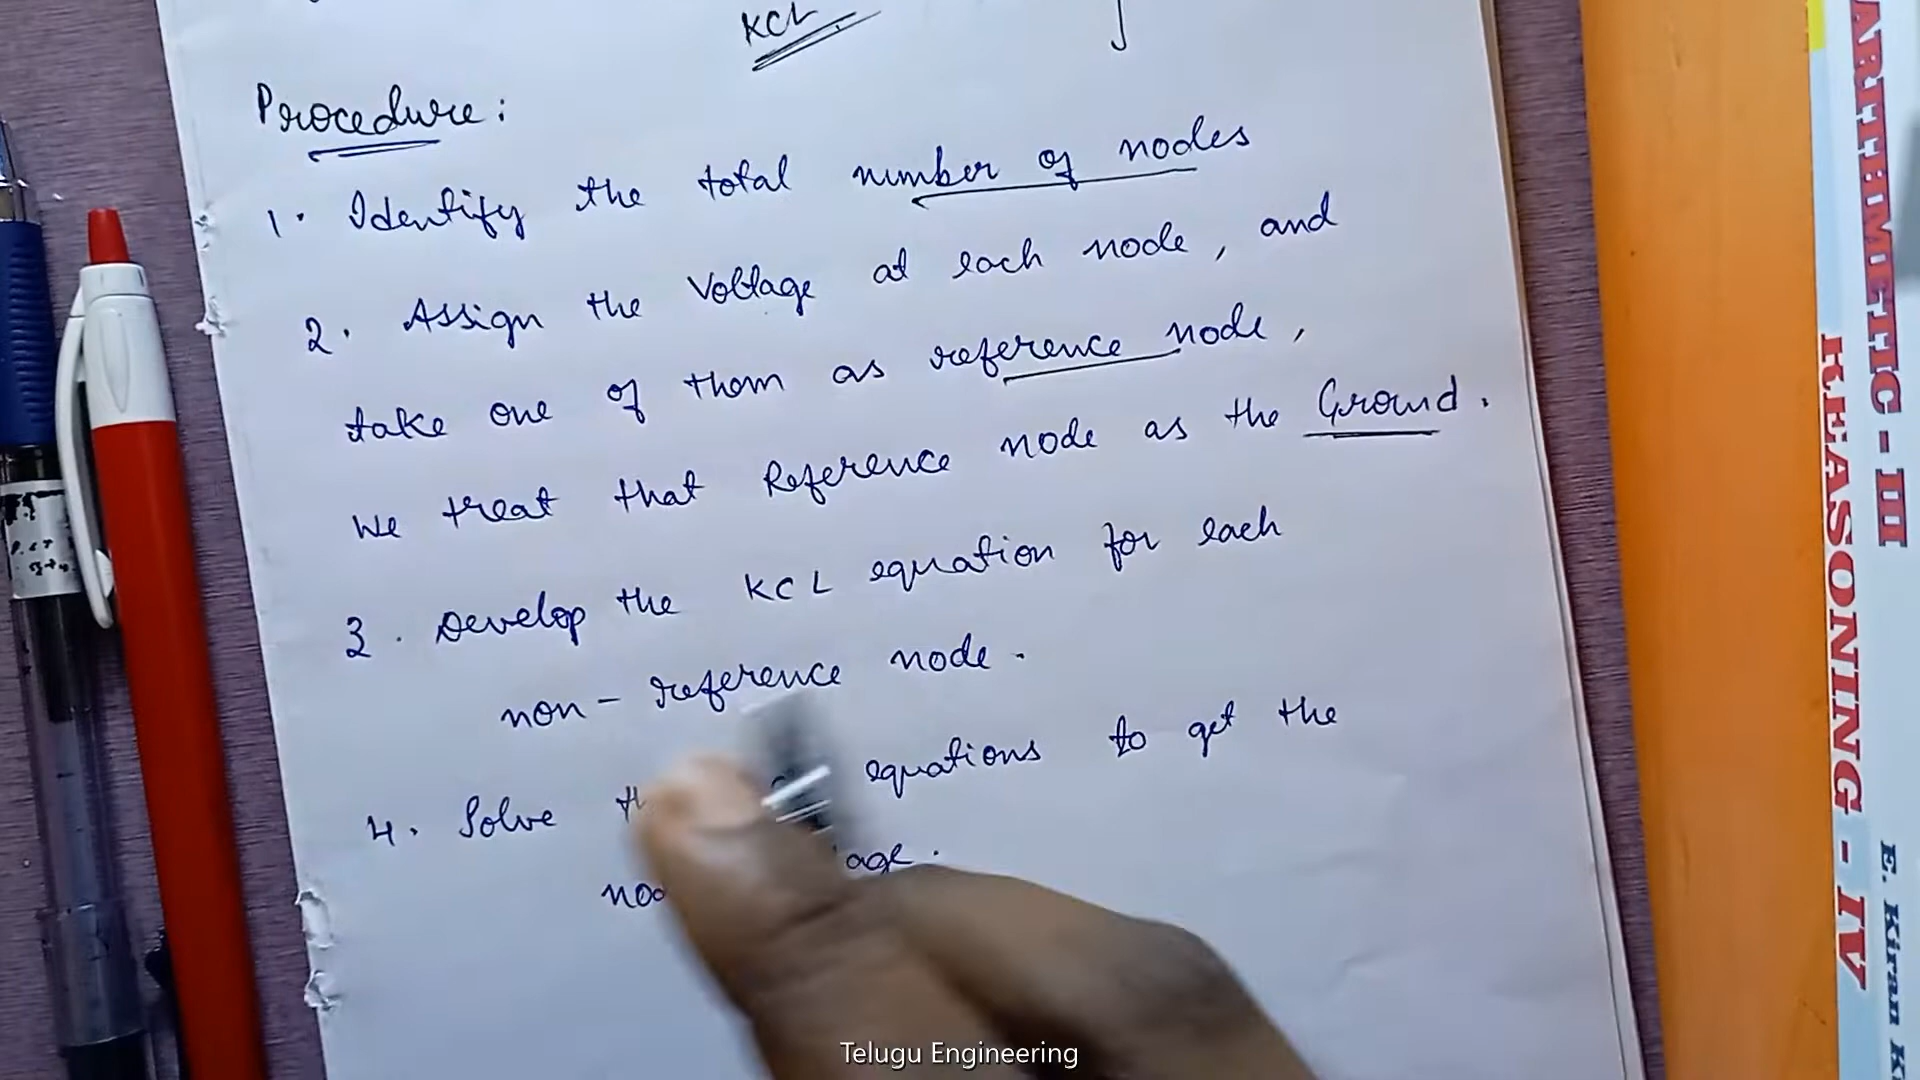 KCL
Procedure:
1. Identify the total number of nodes
2. Assign the Voltage at each node, and
take one of them as reference node,
We treat that Reference node as the Ground.
3. Develop the KCL equation for each
non-reference node.
4. Solve equations to get the
ARITHMETIC - III
REASONING - IV
E. Kiran K
Telugu Engineering